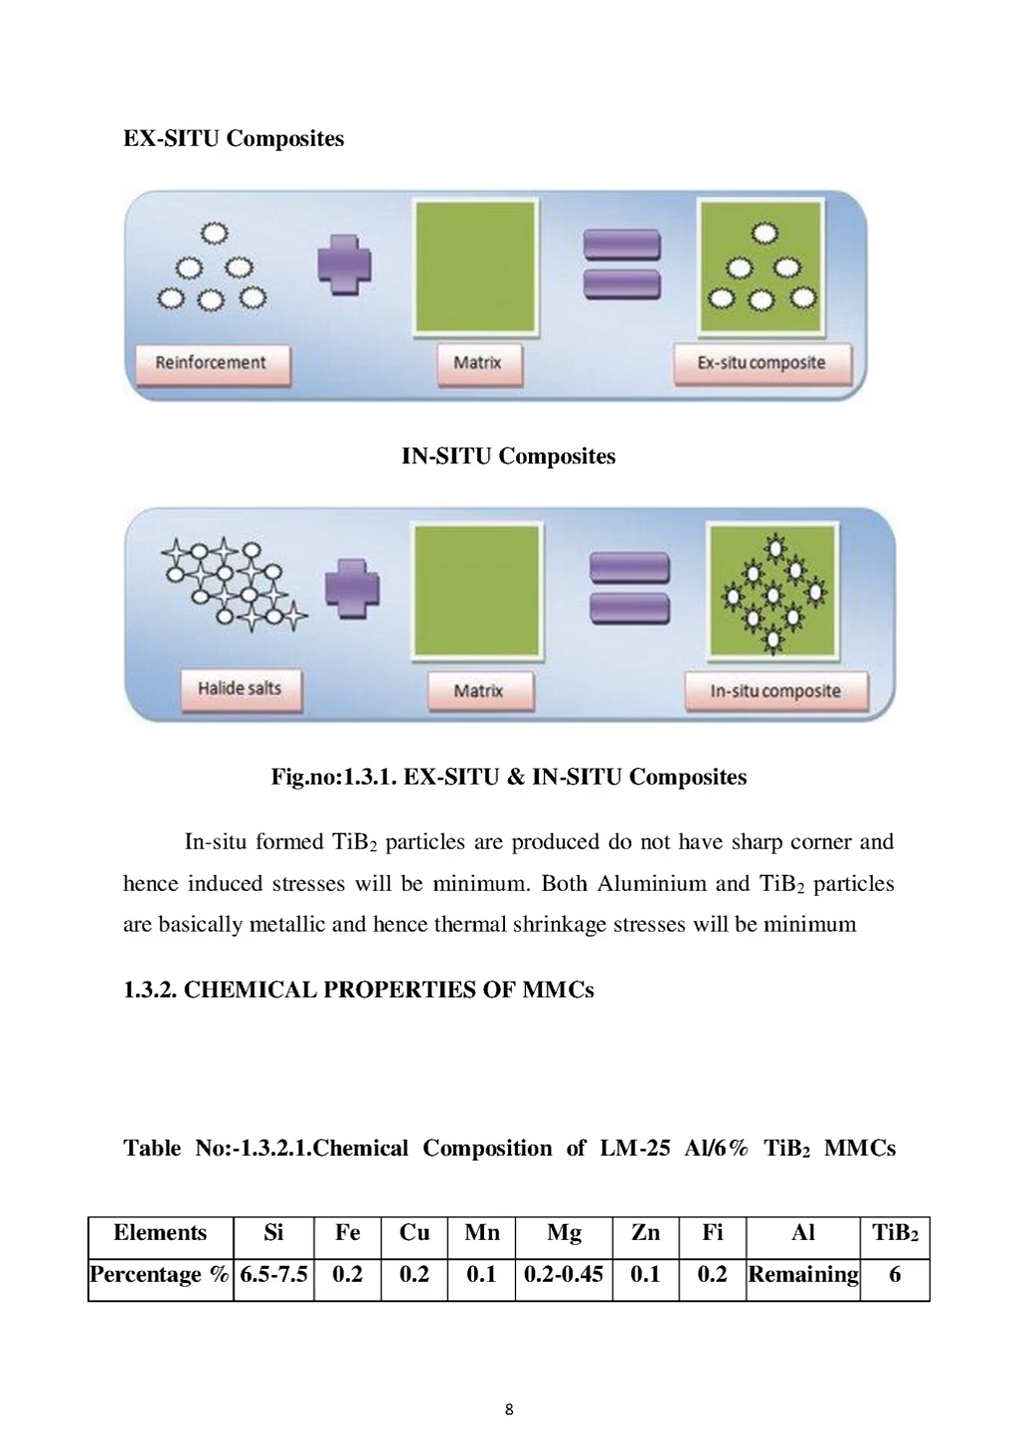 EX-SITU Composites
Reinforcement
Matrix
Ex-situ composite
IN-SITU Composites
Halide salts
Matrix
In-situ composite
Fig.no:1.3.1. EX-SITU & IN-SITU Composites
In-situ formed TiB2 particles are produced do not have sharp corner and
hence induced stresses will be minimum. Both Aluminium and TiB2 particles
are basically metallic and hence thermal shrinkage stresses will be minimum
1.3.2. CHEMICAL PROPERTIES OF MMCs
Table No:-1.3.2.1.Chemical Composition of LM-25 Al/6% TiB2 MMCs
Elements Si Fe Cu Mn Mg Zn Fi Al TiB2
Percentage % 6.5-7.5 0.2 0.2 0.1 0.2-0.45 0.1 0.2 Remaining 6
8